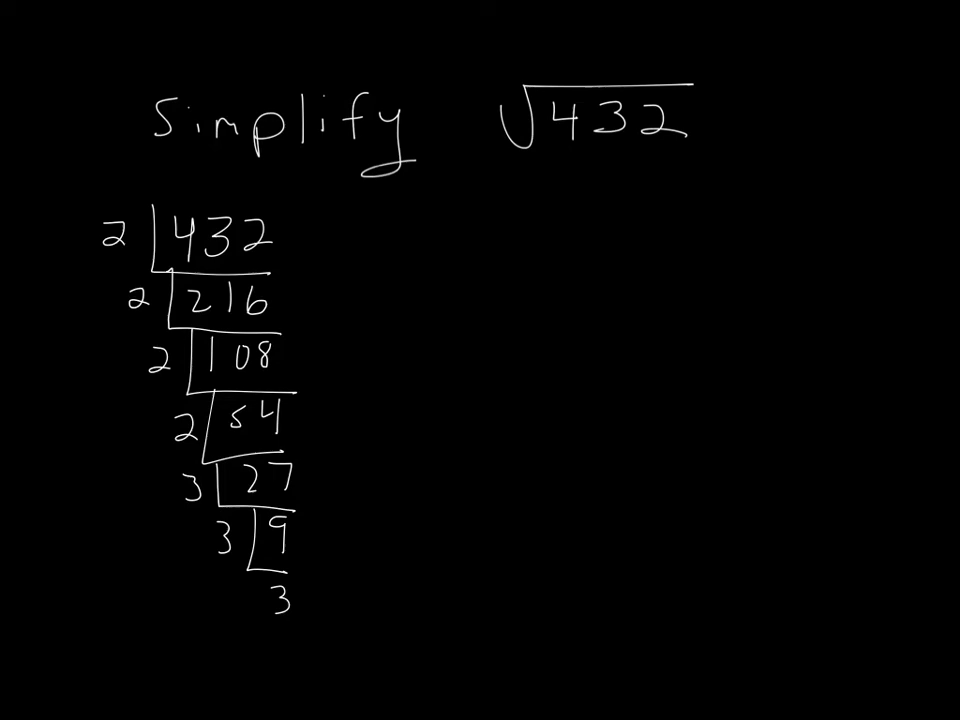 Simplify √432
2 | 432
2 | 216
2 | 108
2 | 54
3 | 27
3 | 9
3